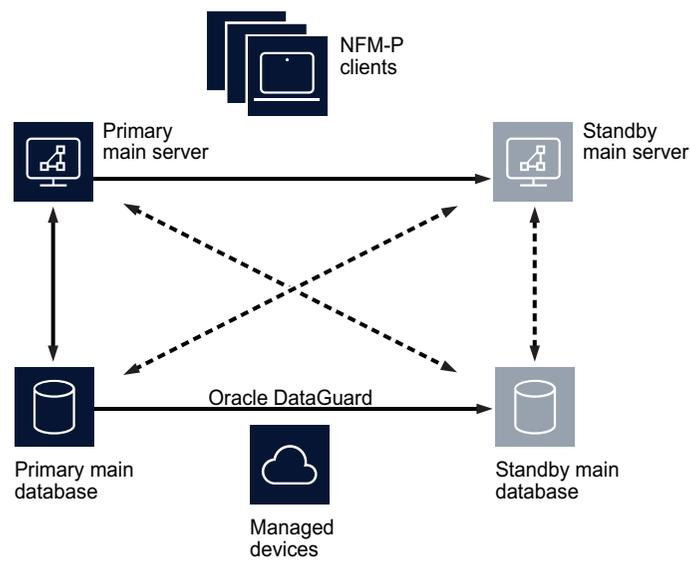 NFM-P
clients
Primary
main server
Standby
main server
Oracle DataGuard
Primary main
database
Standby main
database
Managed
devices